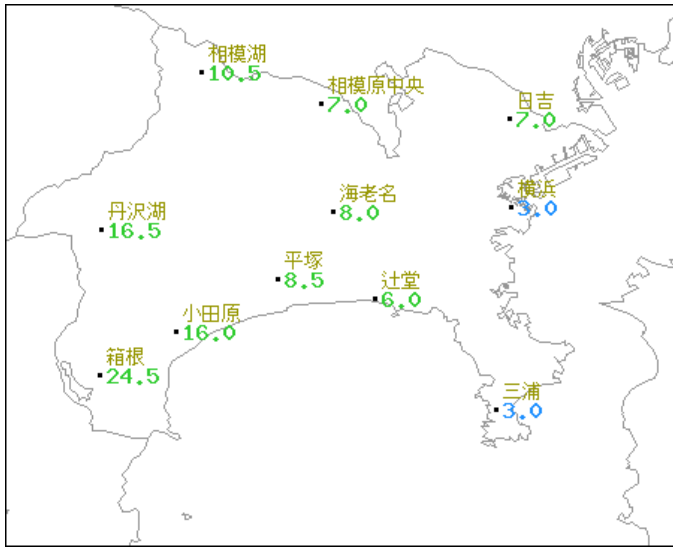 相模湖
10.5
相模原中央
7.0
日吉
7.0
横浜
3.0
海老名
8.0
丹沢湖
16.5
平塚
8.5
辻堂
6.0
小田原
16.0
箱根
24.5
三浦
3.0